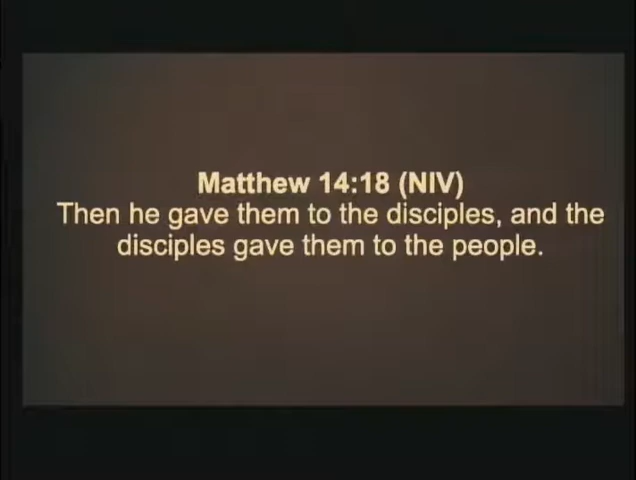 Matthew 14:18 (NIV)
Then he gave them to the disciples, and the
disciples gave them to the people.